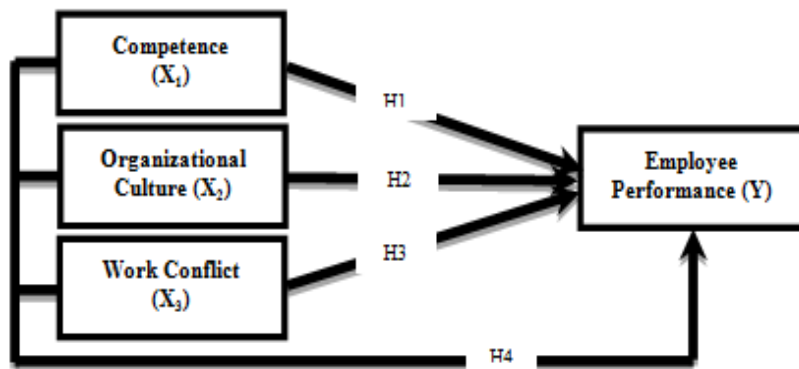 Competence
(X₁)
H1
Organizational
Culture (X₂)
H2
Employee
Performance (Y)
Work Conflict
(X₃)
H3
H4